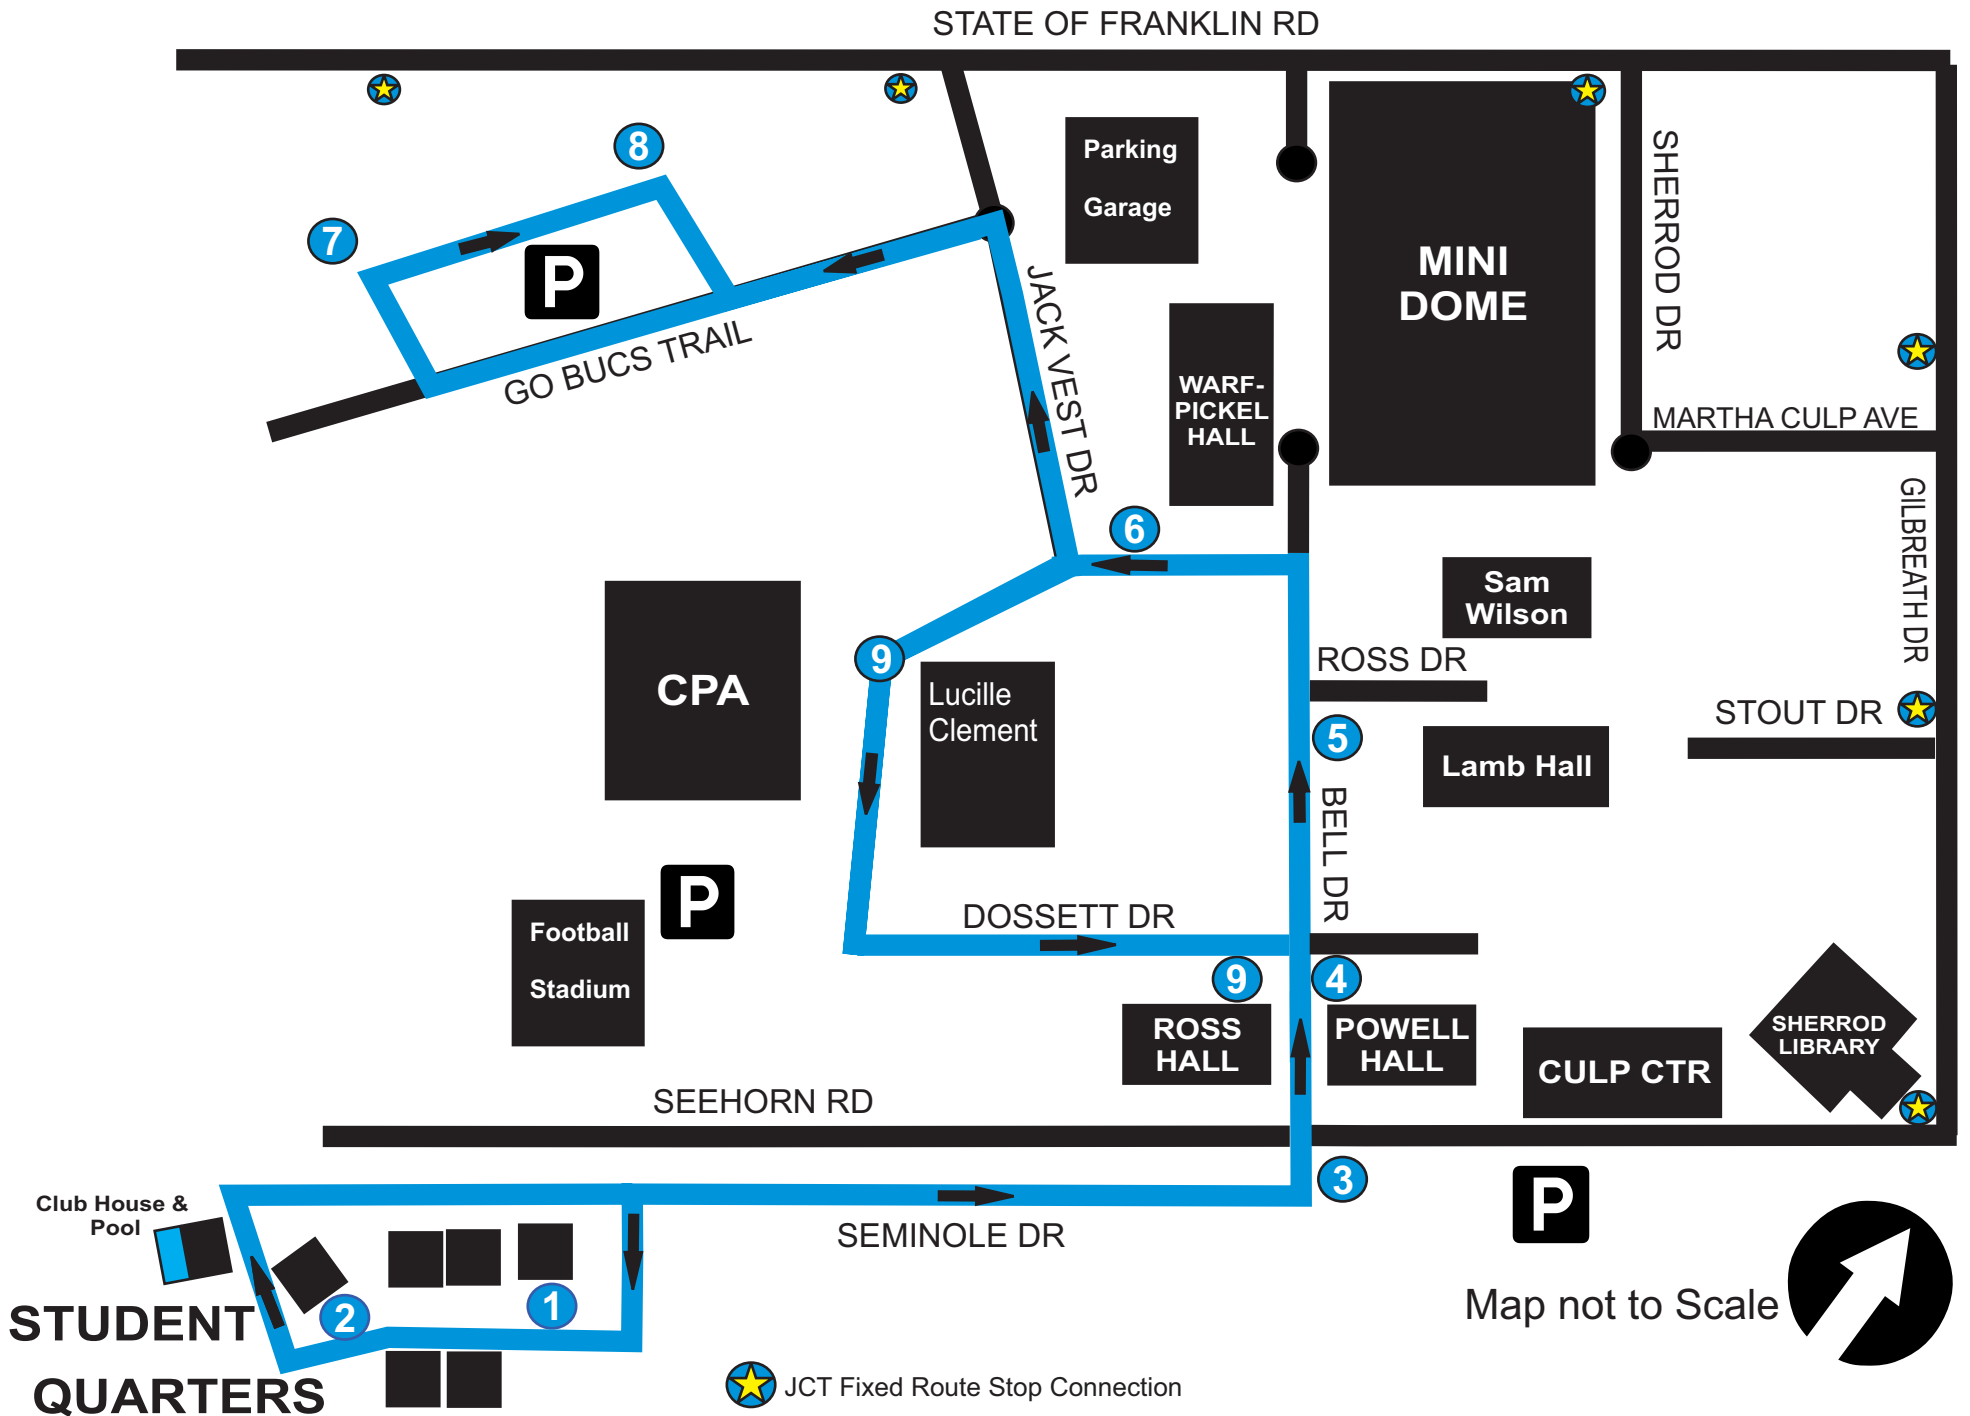 STATE OF FRANKLIN RD
8
7
P
GO BUCS TRAIL
JACK VEST DR
Parking
Garage
MINI
DOME
SHERROD DR
WARF-
PICKEL
HALL
MARTHA CULP AVE
GILBREATH DR
6
Sam
Wilson
ROSS DR
9
CPA
Lucille
Clement
5
STOUT DR
Lamb Hall
BELL DR
P
Football
Stadium
DOSSETT DR
9
4
ROSS
HALL
POWELL
HALL
CULP CTR
SHERROD
LIBRARY
SEEHORN RD
3
P
Club House &
Pool
SEMINOLE DR
1
2
STUDENT
QUARTERS
Map not to Scale
JCT Fixed Route Stop Connection